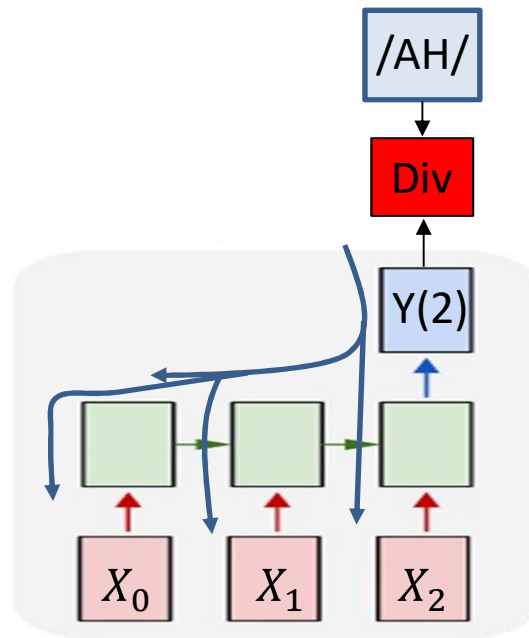 /AH/
Div
Y(2)
X₀ X₁ X₂